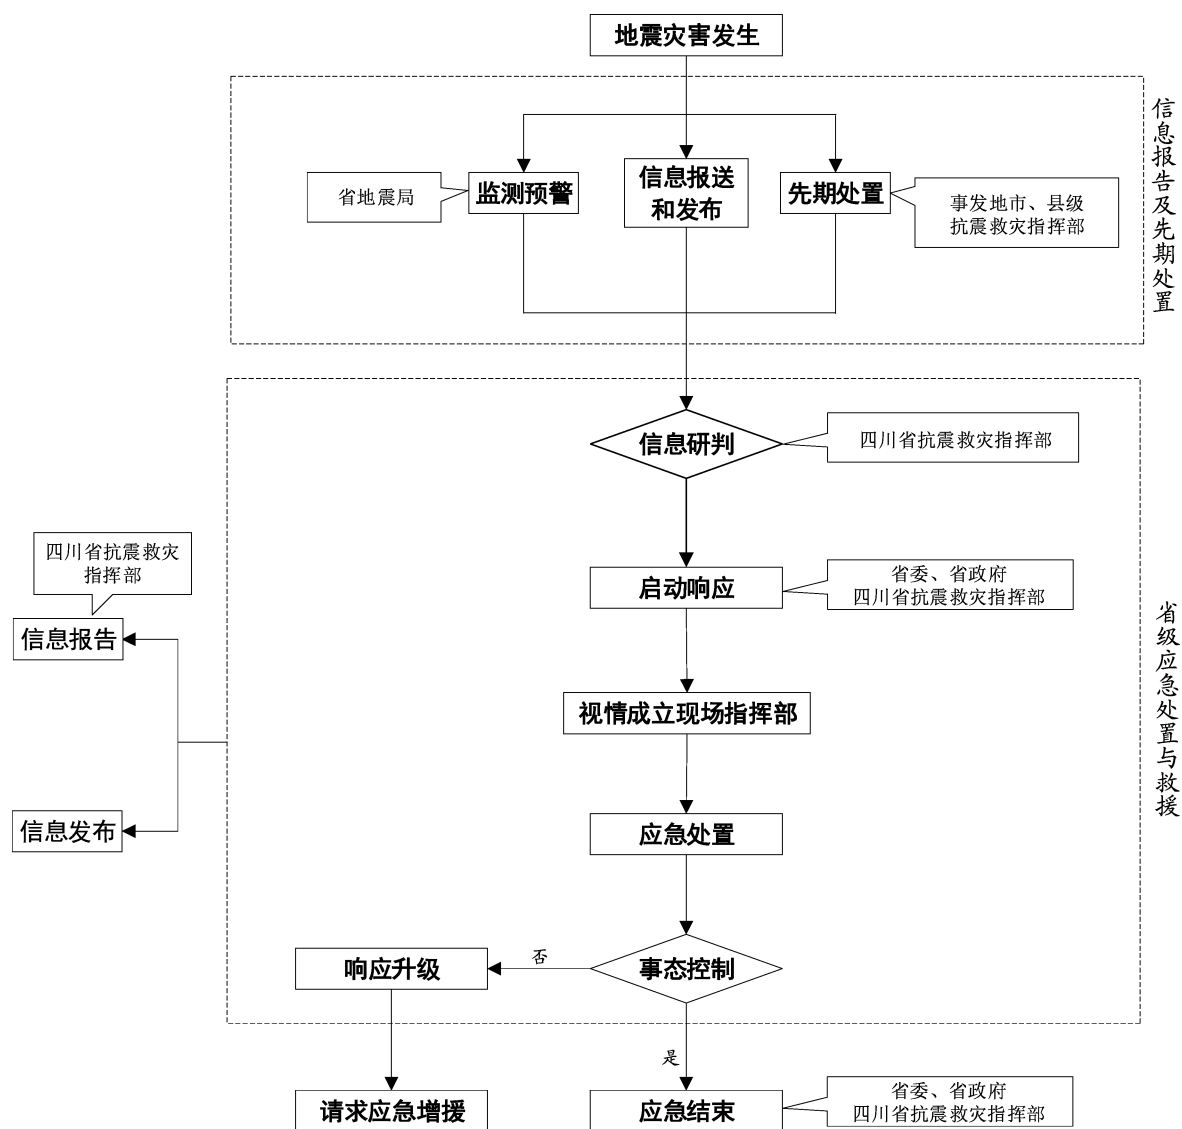 地震灾害发生
信息报告及先期处置
省地震局
监测预警
信息报送
和发布
先期处置
事发地市、县级
抗震救灾指挥部
信息研判
四川省抗震救灾指挥部
四川省抗震救灾
指挥部
信息报告
启动响应
省委、省政府
四川省抗震救灾指挥部
省级应急处置与救援
视情成立现场指挥部
信息发布
应急处置
响应升级
否
事态控制
是
请求应急增援
应急结束
省委、省政府
四川省抗震救灾指挥部